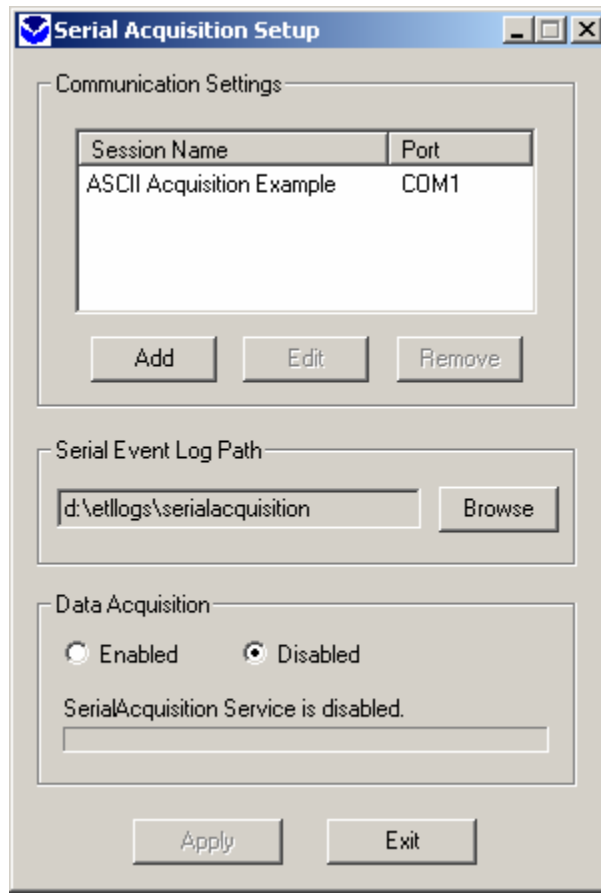 Serial Acquisition Setup
Communication Settings
Session Name Port
ASCII Acquisition Example COM1
Add Edit Remove
Serial Event Log Path
d:\etllogs\serialacquisition Browse
Data Acquisition
Enabled Disabled
SerialAcquisition Service is disabled.
Apply Exit